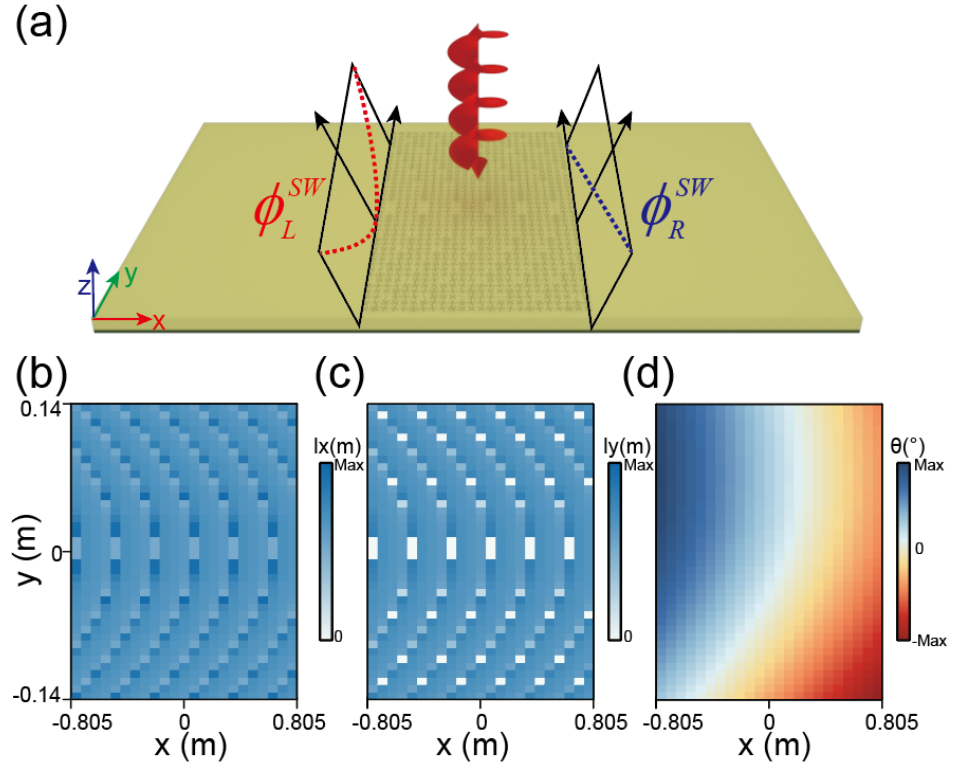 (a)
ϕ_L^SW
ϕ_R^SW
z
y
x
(b)
(c)
(d)
0.14
0
-0.14
y (m)
-0.805
0
0.805
x (m)
lx(m)
Max
0
-0.805
0
0.805
x (m)
ly(m)
Max
0
-0.805
0
0.805
x (m)
θ(°)
Max
0
-Max